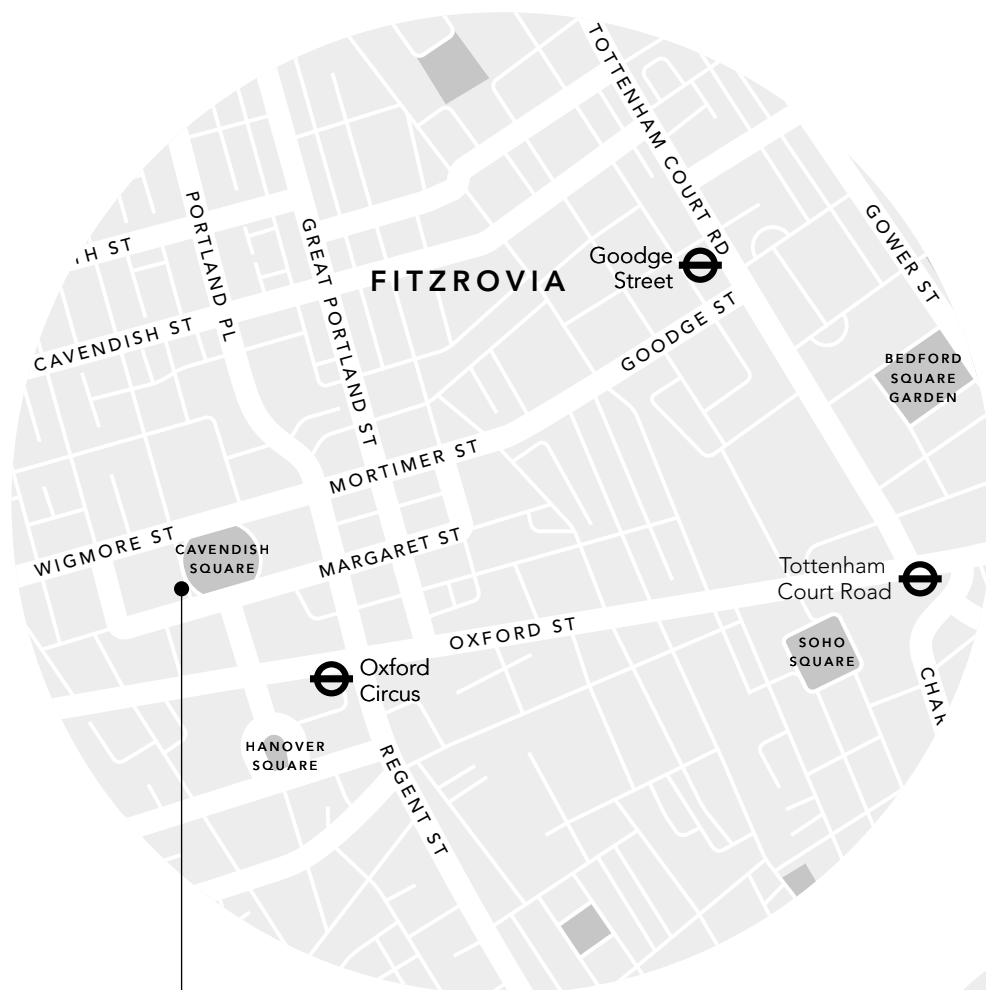 TOTTENHAM COURT RD
PORTLAND PL
GREAT PORTLAND ST
GOWER ST
H ST
Goodge
Street
FITZROVIA
GOODGE ST
CAVENDISH ST
BEDFORD
SQUARE
GARDEN
MORTIMER ST
WIGMORE ST
CAVENDISH
SQUARE
MARGARET ST
Tottenham
Court Road
OXFORD ST
SOHO
SQUARE
Oxford
Circus
CHAR
HANOVER
SQUARE
REGENT ST